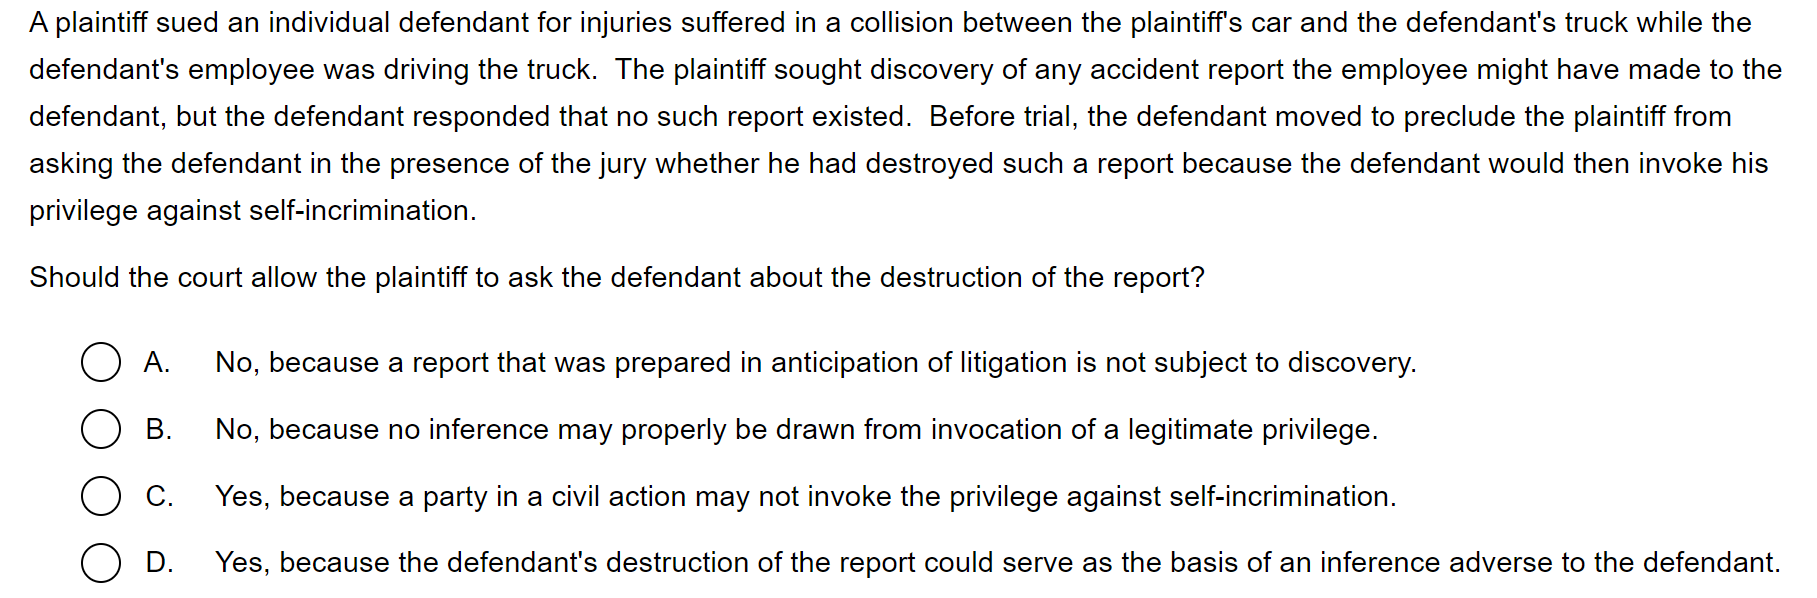 A plaintiff sued an individual defendant for injuries suffered in a collision between the plaintiff's car and the defendant's truck while the
defendant's employee was driving the truck.  The plaintiff sought discovery of any accident report the employee might have made to the
defendant, but the defendant responded that no such report existed.  Before trial, the defendant moved to preclude the plaintiff from
asking the defendant in the presence of the jury whether he had destroyed such a report because the defendant would then invoke his
privilege against self-incrimination.
Should the court allow the plaintiff to ask the defendant about the destruction of the report?
A. No, because a report that was prepared in anticipation of litigation is not subject to discovery.
B. No, because no inference may properly be drawn from invocation of a legitimate privilege.
C. Yes, because a party in a civil action may not invoke the privilege against self-incrimination.
D. Yes, because the defendant's destruction of the report could serve as the basis of an inference adverse to the defendant.